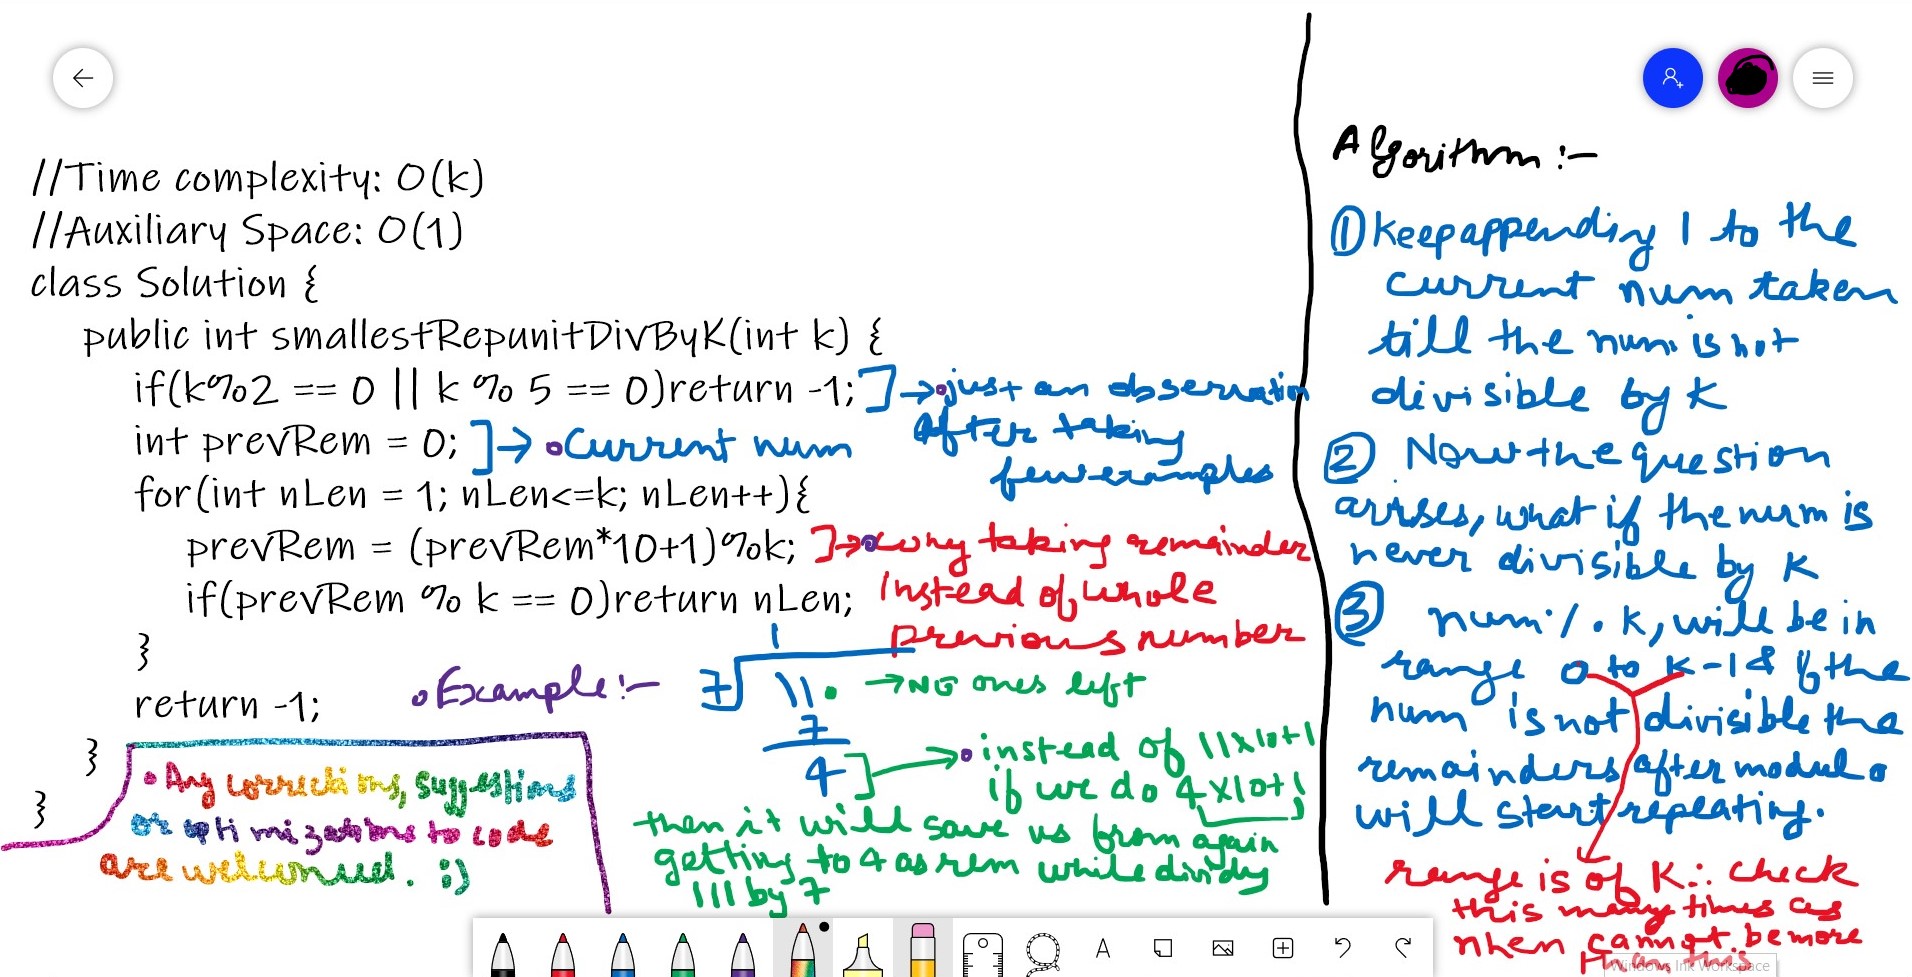 //Time complexity: O(k)
//Auxiliary Space: O(1)
class Solution {
public int smallestRepunitDivByK(int k) {
if(k%2 == 0 || k % 5 == 0)return -1;
int prevRem = 0;
for(int nLen = 1; nLen<=k; nLen++){
prevRem = (prevRem*10+1)%k;
if(prevRem % k == 0)return nLen;
}
return -1;
}
}
]→ just an observation
After taking
few examples
]→ Current num
]→ why taking remainder
instead of whole
previous number
Example:-
1
7 11. → NO ones left
7
4 ] → instead of 11x10+1
if we do 4x10+1
then it will save us from again
getting to 4 as rem while dividing
111 by 7
Any corrections, suggestions
or optimizations to code
are welcomed. :)
Algorithm :-
① Keep appending 1 to the
current num taken
till the num is not
divisible by K
② Now the question
arises, what if the num is
never divisible by K
③ num % K, will be in
range 0 to K-1 & if the
num is not divisible the
remainders after modulo
will start repeating.
range is of K ∴ check
this many times as
cannot be more
than this
A
Windows Ink Workspace